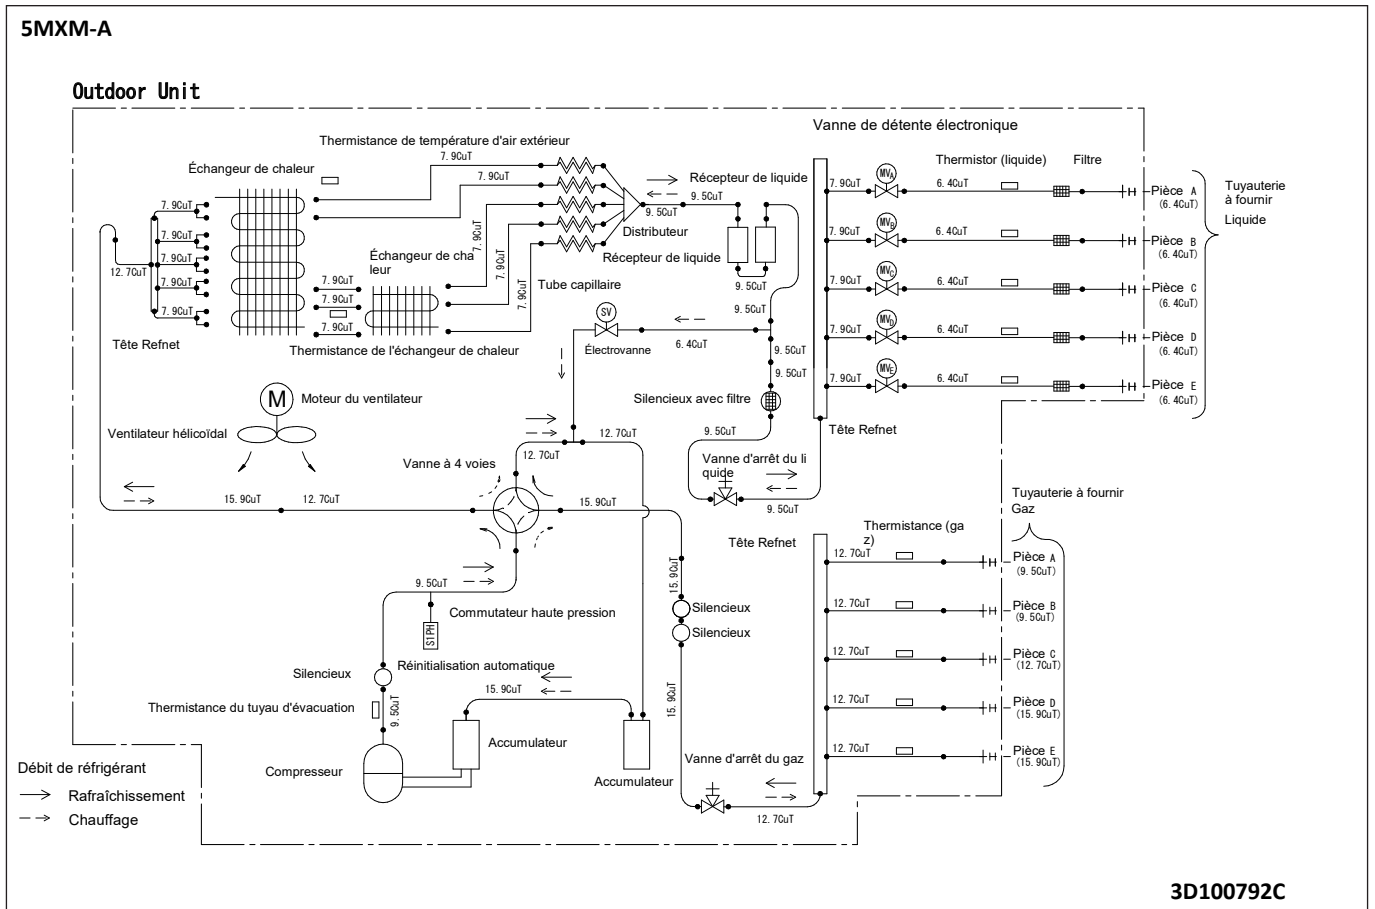 5MXM-A
Outdoor Unit
Thermistance de température d'air extérieur
Vanne de détente électronique
7.9CuT
Échangeur de chaleur
7.9CuT
Récepteur de liquide
Thermistor (liquide)
Filtre
7.9CuT
9.5CuT
9.5CuT
Distributeur
Récepteur de liquide
9.5CuT
Tube capillaire
7.9CuT
7.9CuT
7.9CuT
7.9CuT
7.9CuT
7.9CuT
12.7CuT
Tête Refnet
Échangeur de cha
leur
7.9CuT
7.9CuT
7.9CuT
7.9CuT
Thermistance de l'échangeur de chaleur
SV
Électrovanne
6.4CuT
9.5CuT
9.5CuT
9.5CuT
7.9CuT
MVA
6.4CuT
Pièce A
(6.4CuT)
7.9CuT
MVB
6.4CuT
Pièce B
(6.4CuT)
7.9CuT
MVC
6.4CuT
Pièce C
(6.4CuT)
7.9CuT
MVD
6.4CuT
Pièce D
(6.4CuT)
7.9CuT
MVE
6.4CuT
Pièce E
(6.4CuT)
Tuyauterie
à fournir
Liquide
Tête Refnet
M
Moteur du ventilateur
Ventilateur hélicoïdal
Silencieux avec filtre
9.5CuT
Vanne d'arrêt du li
quide
9.5CuT
12.7CuT
12.7CuT
Vanne à 4 voies
15.9CuT
12.7CuT
15.9CuT
9.5CuT
Commutateur haute pression
S1PH
Réinitialisation automatique
Silencieux
Thermistance du tuyau d'évacuation
9.5CuT
Compresseur
15.9CuT
Accumulateur
Accumulateur
15.9CuT
Silencieux
Silencieux
15.9CuT
Vanne d'arrêt du gaz
12.7CuT
Tête Refnet
Thermistance (ga
z)
Tuyauterie à fournir
Gaz
12.7CuT
Pièce A
(9.5CuT)
12.7CuT
Pièce B
(9.5CuT)
12.7CuT
Pièce C
(12.7CuT)
12.7CuT
Pièce D
(15.9CuT)
12.7CuT
Pièce E
(15.9CuT)
Débit de réfrigérant
Rafraîchissement
Chauffage
3D100792C